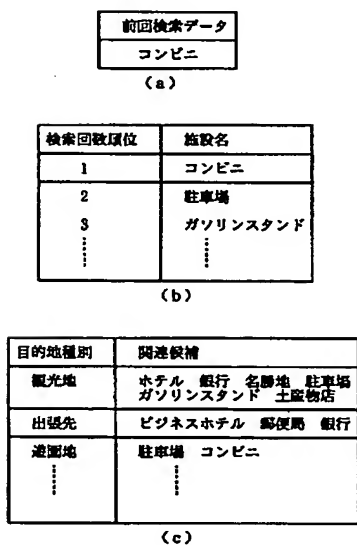 前回検索データ
コンビニ
(a)
検索回数順位 施設名
1 コンビニ
2 駐車場
3 ガソリンスタンド
(b)
目的地種別 関連候補
観光地 ホテル 銀行 名勝地 駐車場
ガソリンスタンド 土産物店
出張先 ビジネスホテル 郵便局 銀行
遊園地 駐車場 コンビニ
(c)